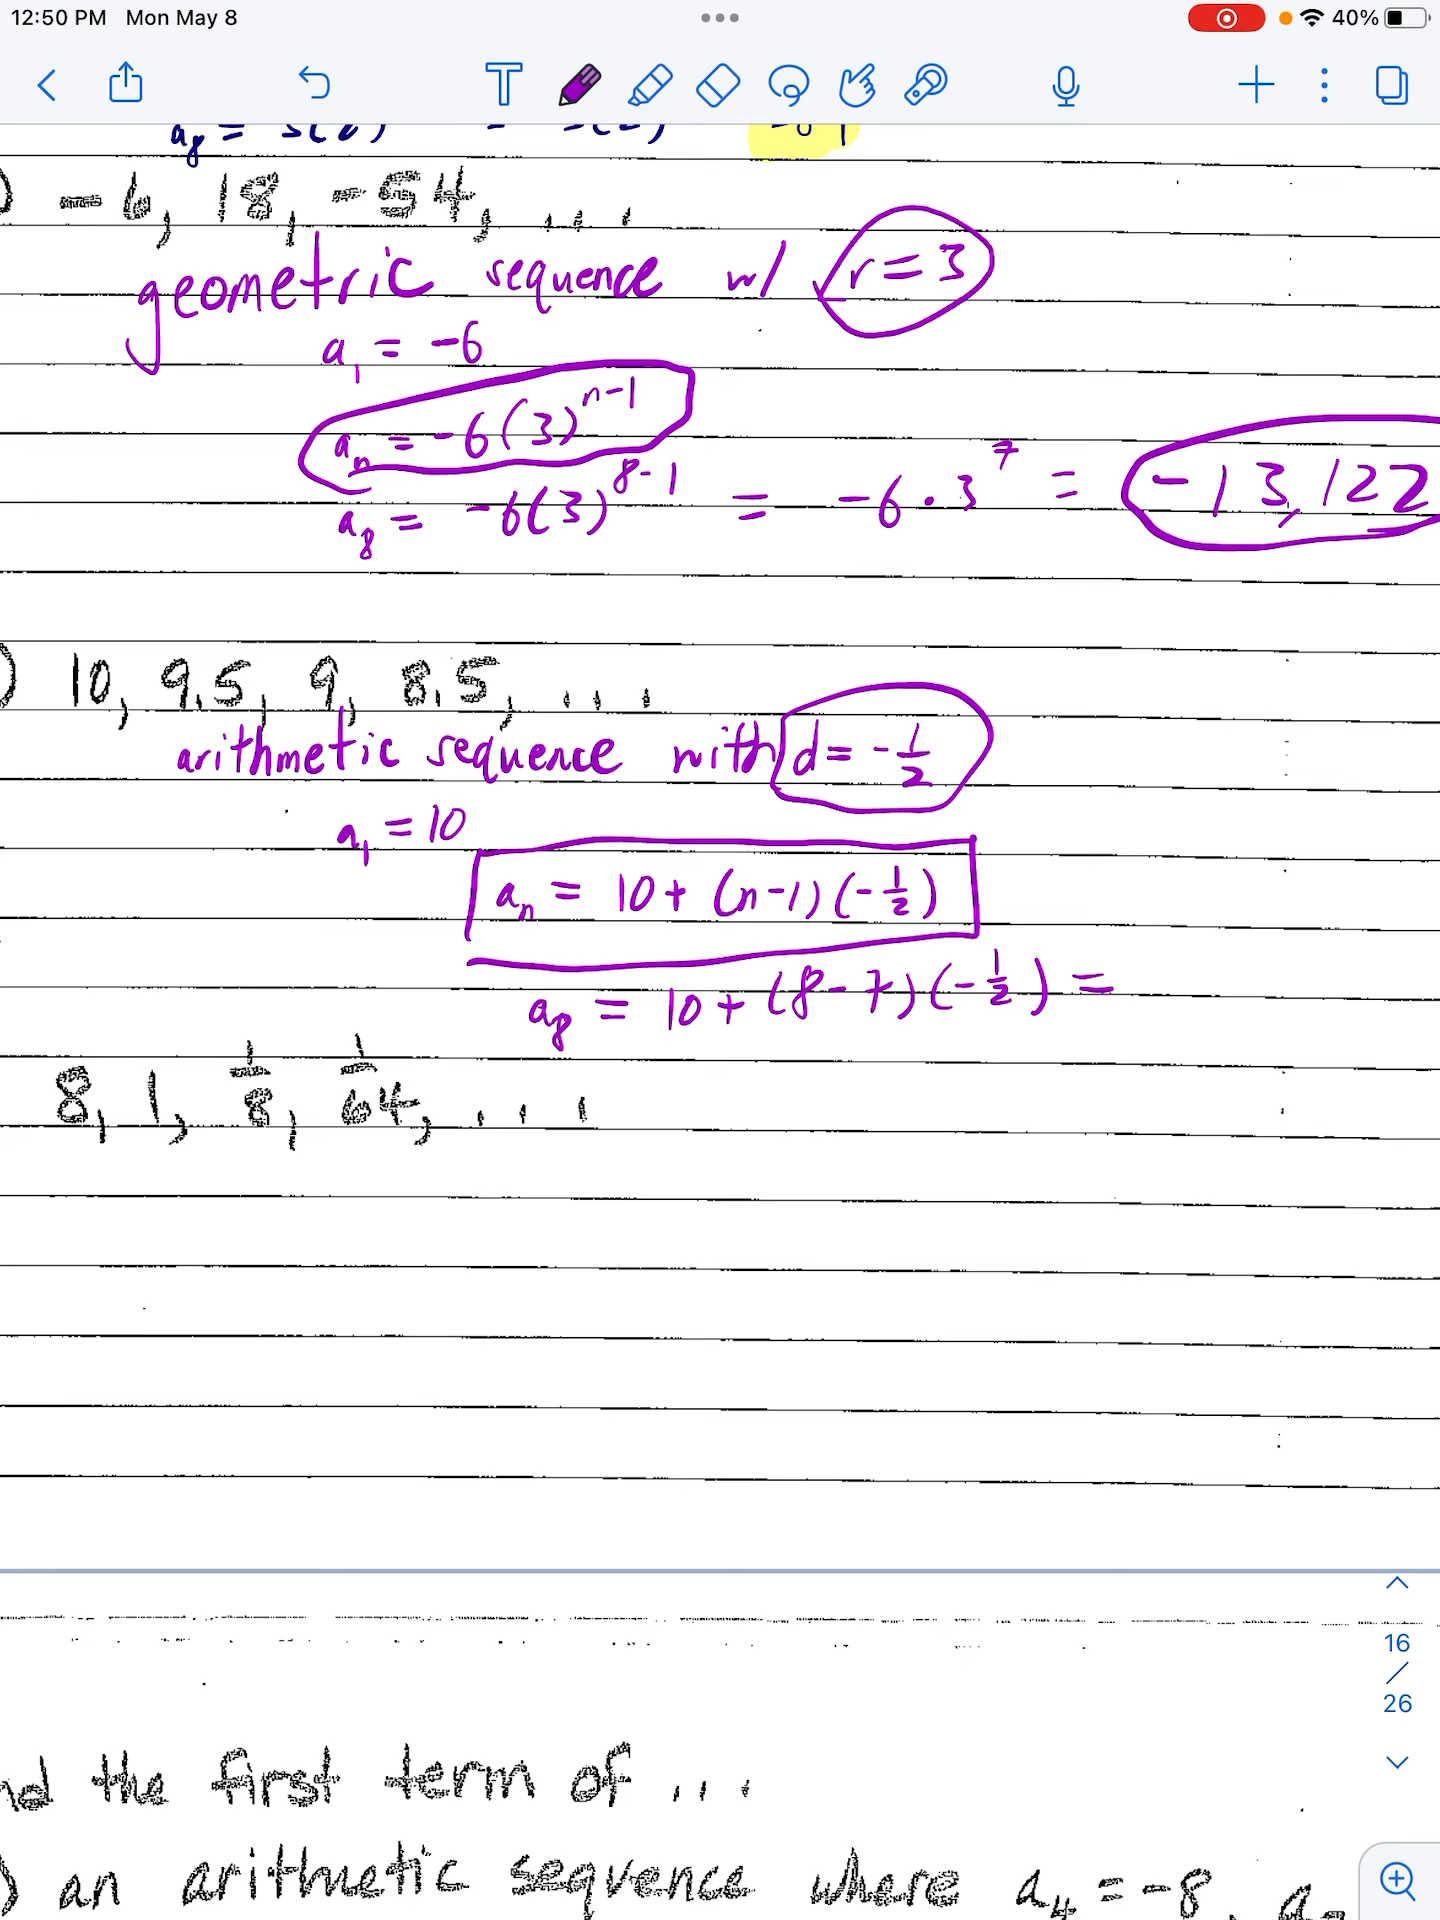 12:50 PM Mon May 8 40%
a₈ =
) -6, 18, -54, ...
geometric sequence w/ r = 3
a₁ = -6
aₙ = -6(3)ⁿ⁻¹
a₈ = -6(3)⁸⁻¹ = -6·3⁷ = -13,122
) 10, 9.5, 9, 8.5, ...
arithmetic sequence with d = -1/2
a₁ = 10
aₙ = 10 + (n-1)(-1/2)
a₈ = 10 + (8-7)(-1/2) =
8, 1, 1/8, 1/64, ...
16
/
26
nd the first term of ...
) an arithmetic sequence where a₄ = -8,